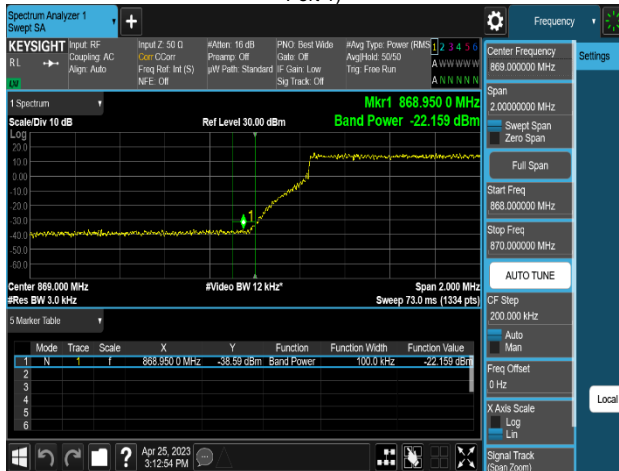 Spectrum Analyzer 1
Swept SA
Frequency
KEYSIGHT
RL
Input: RF
Coupling: AC
Align: Auto
Input Z: 50 Ω
Corr CCorr
Freq Ref: Int (S)
NFE: Off
#Atten: 16 dB
Preamp: Off
µW Path: Standard
PNO: Best Wide
Gate: Off
IF Gain: Low
Sig Track: Off
#Avg Type: Power (RMS
Avg|Hold: 50/50
Trig: Free Run
1 2 3 4 5 6
A W W W W W
A N N N N N
1 Spectrum
Scale/Div 10 dB
Ref Level 30.00 dBm
Mkr1 868.950 0 MHz
Band Power -22.159 dBm
Log
20.0
10.0
0.00
-10.0
-20.0
-30.0
-40.0
-50.0
-60.0
1
Center 869.000 MHz
#Video BW 12 kHz*
Span 2.000 MHz
#Res BW 3.0 kHz
Sweep 73.0 ms (1334 pts)
5 Marker Table
Mode Trace Scale X Y Function Function Width Function Value
1 N 1 f 868.950 0 MHz -38.59 dBm Band Power 100.0 kHz -22.159 dBm
2
3
4
5
6
Apr 25, 2023
3:12:54 PM
Center Frequency
869.000000 MHz
Span
2.00000000 MHz
Swept Span
Zero Span
Full Span
Start Freq
868.000000 MHz
Stop Freq
870.000000 MHz
AUTO TUNE
CF Step
200.000 kHz
Auto
Man
Freq Offset
0 Hz
X Axis Scale
Log
Lin
Signal Track
(Span Zoom)
Settings
Local